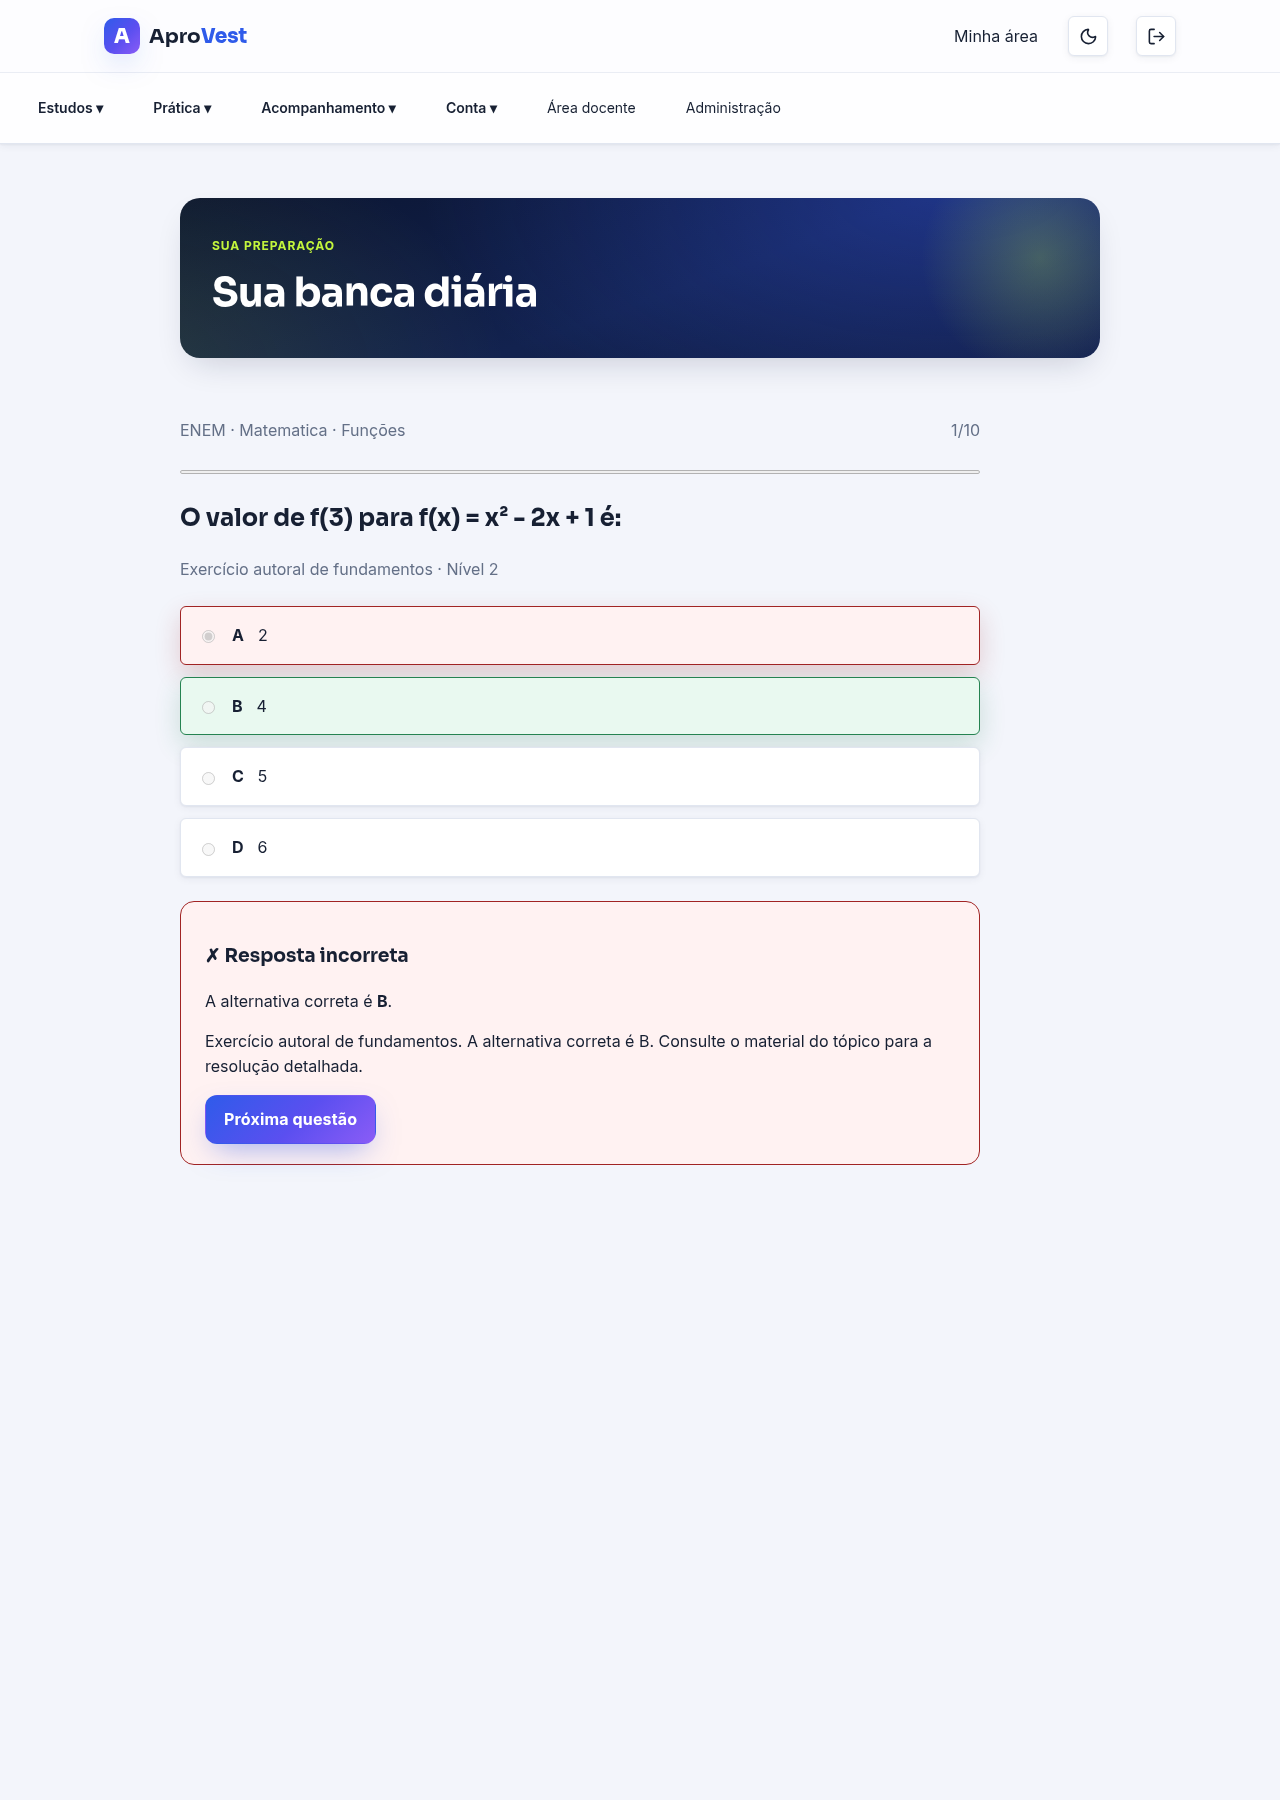 A AproVest
Minha área
Estudos ▾ Prática ▾ Acompanhamento ▾ Conta ▾ Área docente Administração
SUA PREPARAÇÃO
Sua banca diária
ENEM · Matematica · Funções 1/10
O valor de f(3) para f(x) = x² − 2x + 1 é:
Exercício autoral de fundamentos · Nível 2
A 2
B 4
C 5
D 6
✗ Resposta incorreta
A alternativa correta é B.
Exercício autoral de fundamentos. A alternativa correta é B. Consulte o material do tópico para a
resolução detalhada.
Próxima questão